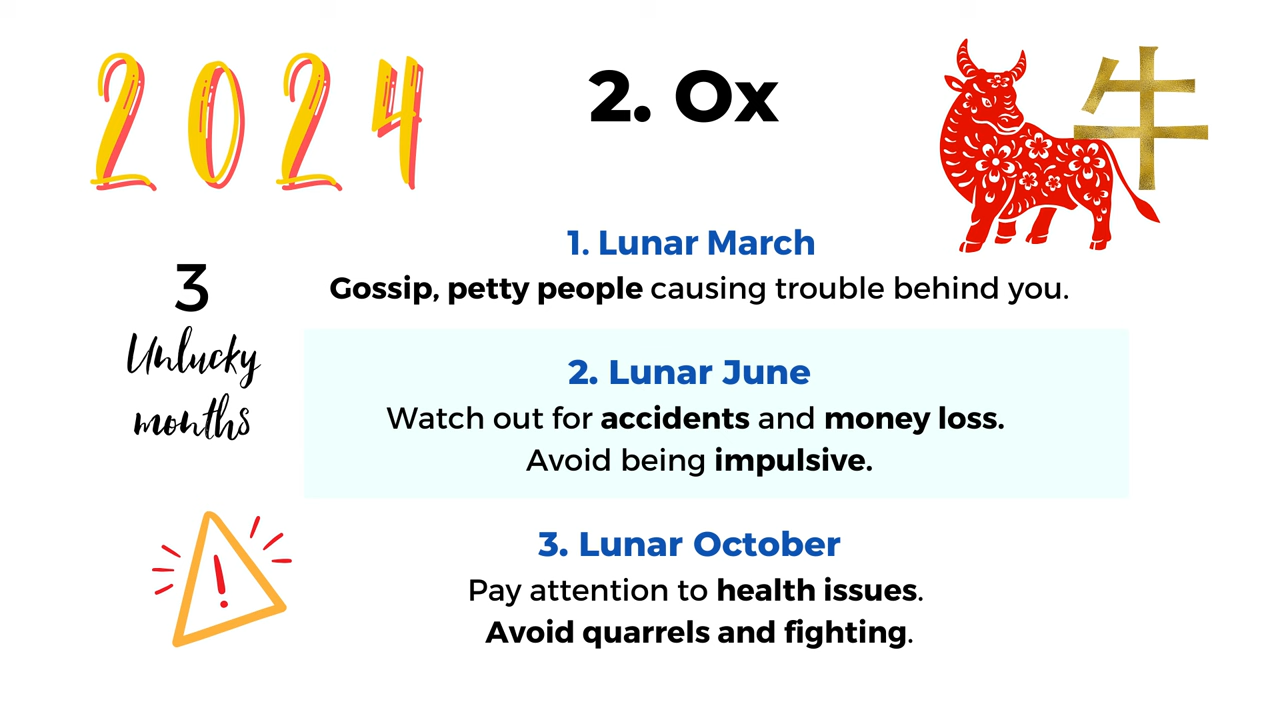 2024
2. Ox
牛
3
Unlucky
months
1. Lunar March
Gossip, petty people causing trouble behind you.
2. Lunar June
Watch out for accidents and money loss.
Avoid being impulsive.
3. Lunar October
Pay attention to health issues.
Avoid quarrels and fighting.